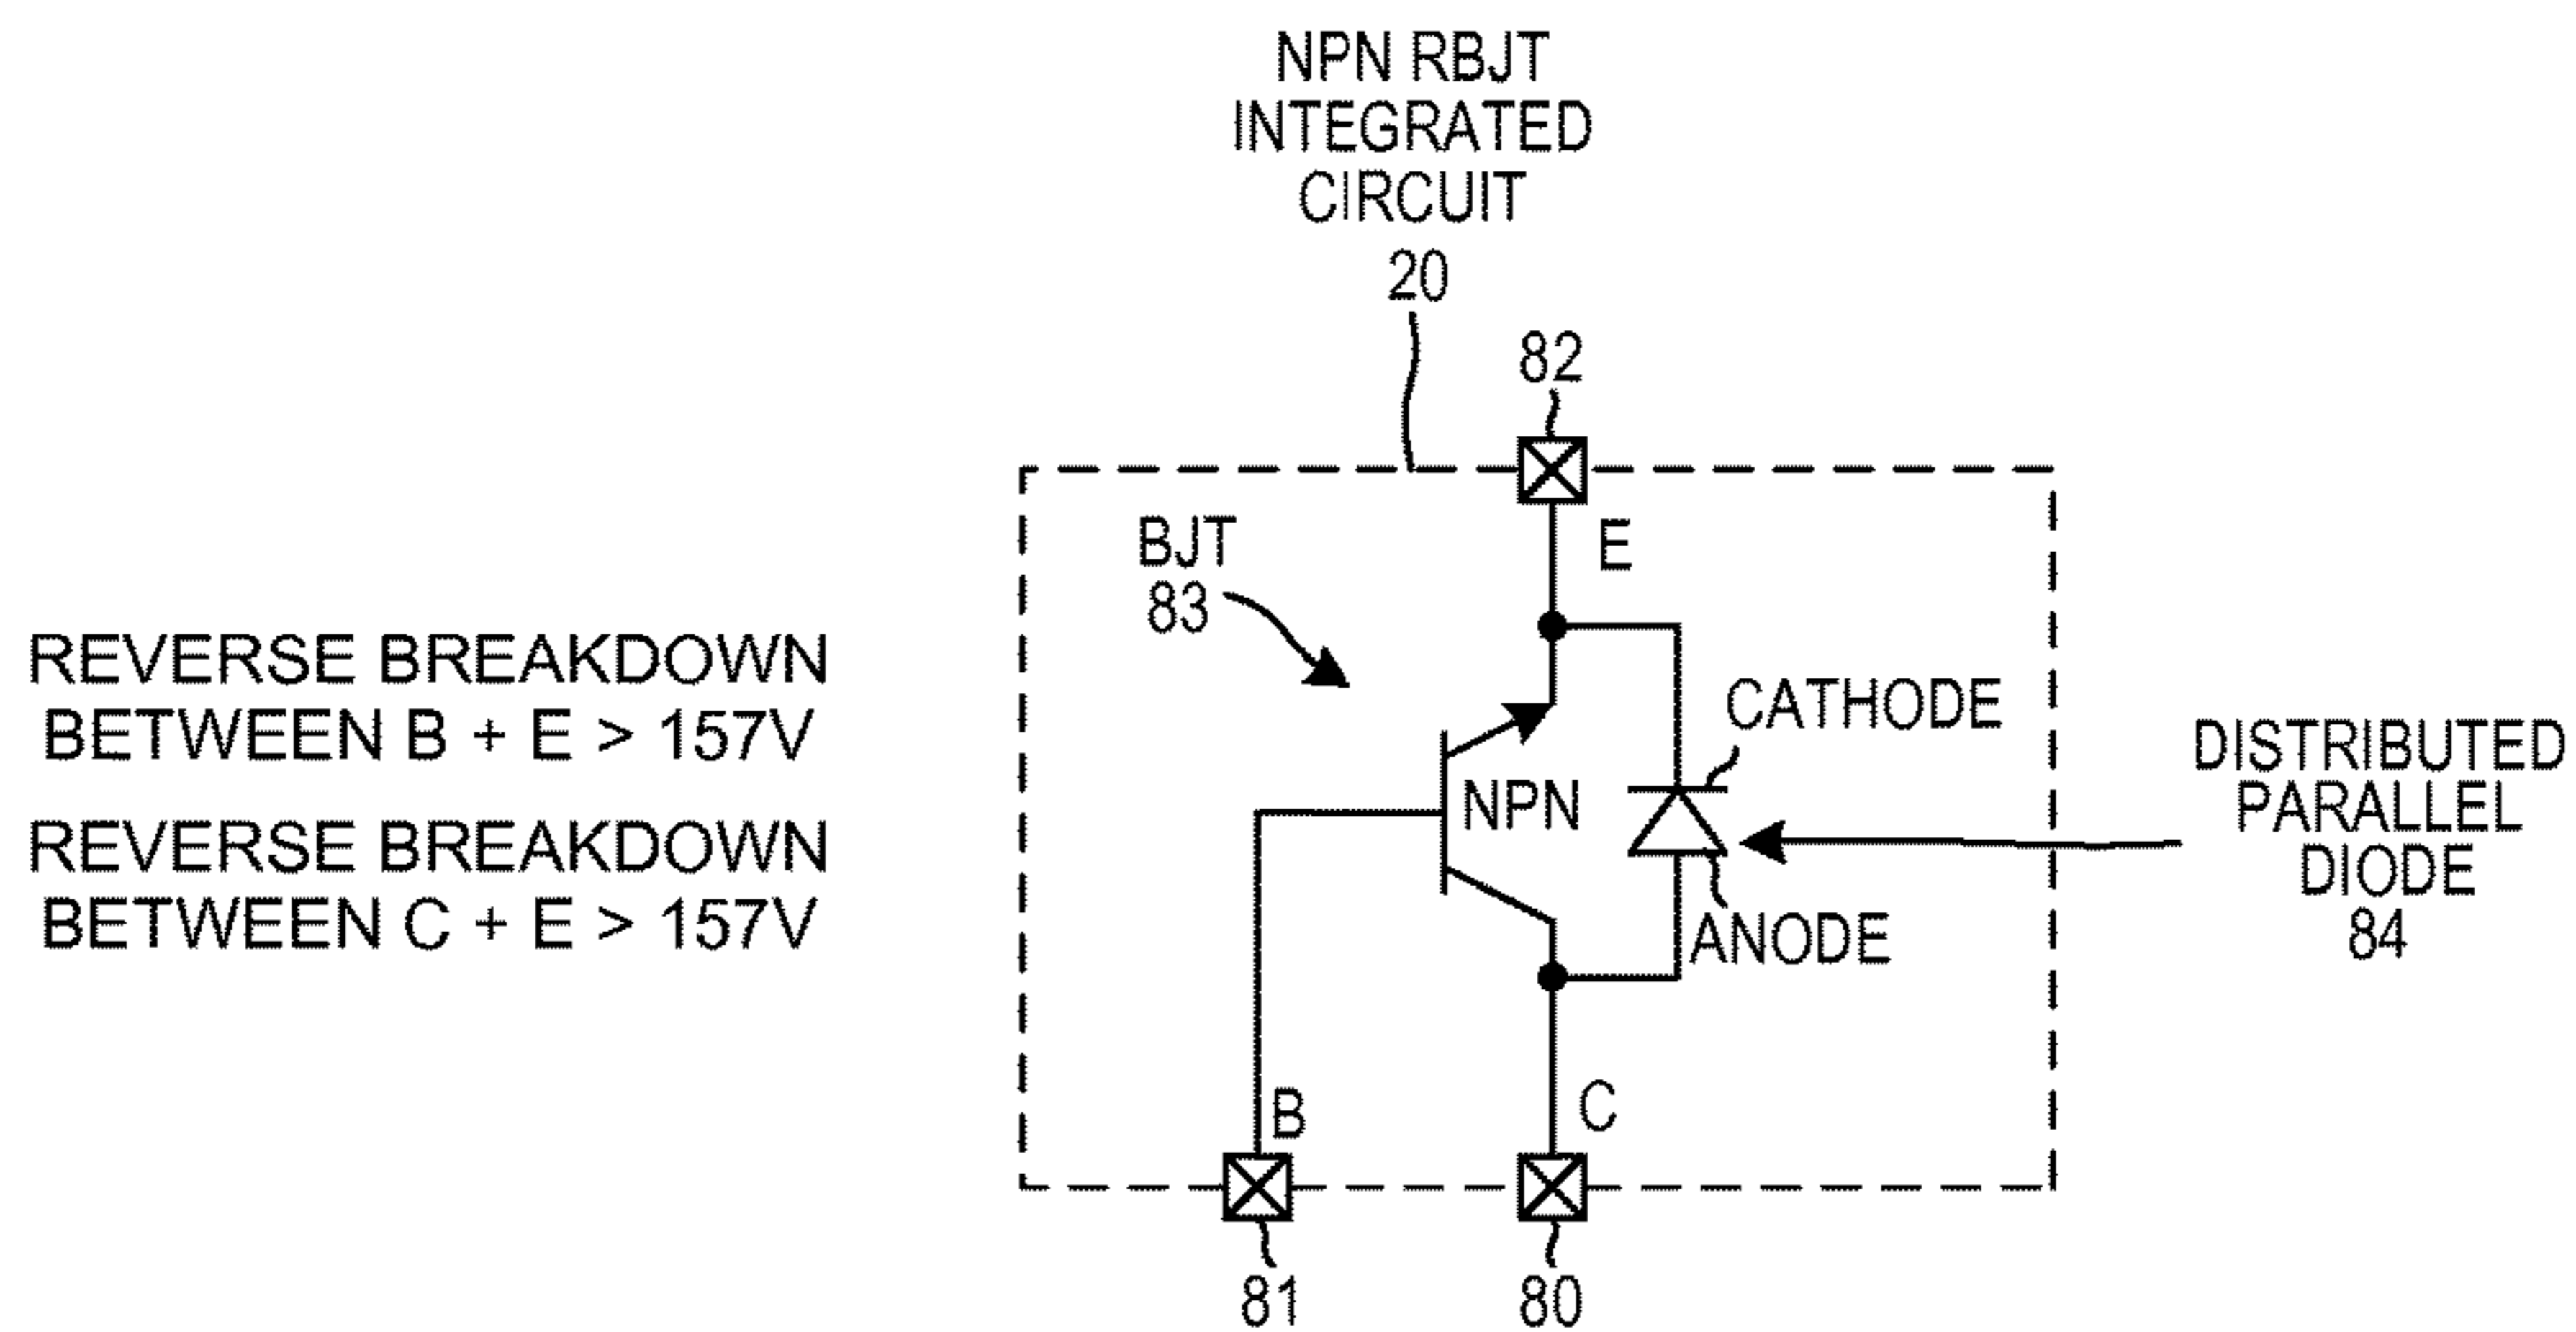 NPN RBJT
INTEGRATED
CIRCUIT
20
82
E
BJT
83
REVERSE BREAKDOWN
BETWEEN B + E > 157V
REVERSE BREAKDOWN
BETWEEN C + E > 157V
NPN
CATHODE
ANODE
DISTRIBUTED
PARALLEL
DIODE
84
B
C
81
80